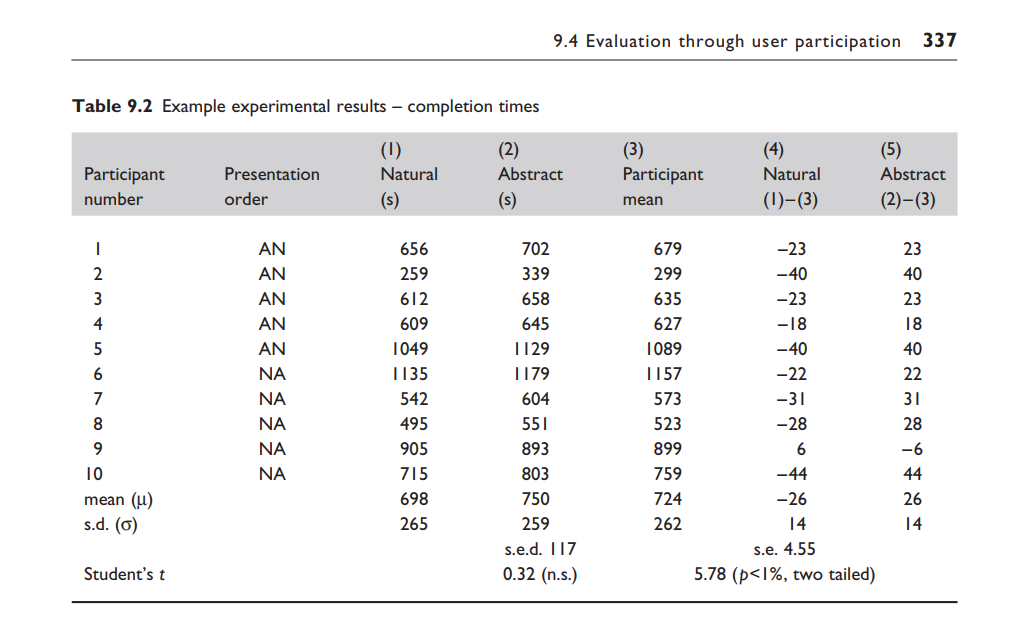 9.4 Evaluation through user participation 337
Table 9.2 Example experimental results – completion times
(1) (2) (3) (4) (5)
Participant Presentation Natural Abstract Participant Natural Abstract
number order (s) (s) mean (1)–(3) (2)–(3)
1 AN 656 702 679 –23 23
2 AN 259 339 299 –40 40
3 AN 612 658 635 –23 23
4 AN 609 645 627 –18 18
5 AN 1049 1129 1089 –40 40
6 NA 1135 1179 1157 –22 22
7 NA 542 604 573 –31 31
8 NA 495 551 523 –28 28
9 NA 905 893 899 6 –6
10 NA 715 803 759 –44 44
mean (μ) 698 750 724 –26 26
s.d. (σ) 265 259 262 14 14
s.e.d. 117 s.e. 4.55
Student’s t 0.32 (n.s.) 5.78 (p<1%, two tailed)